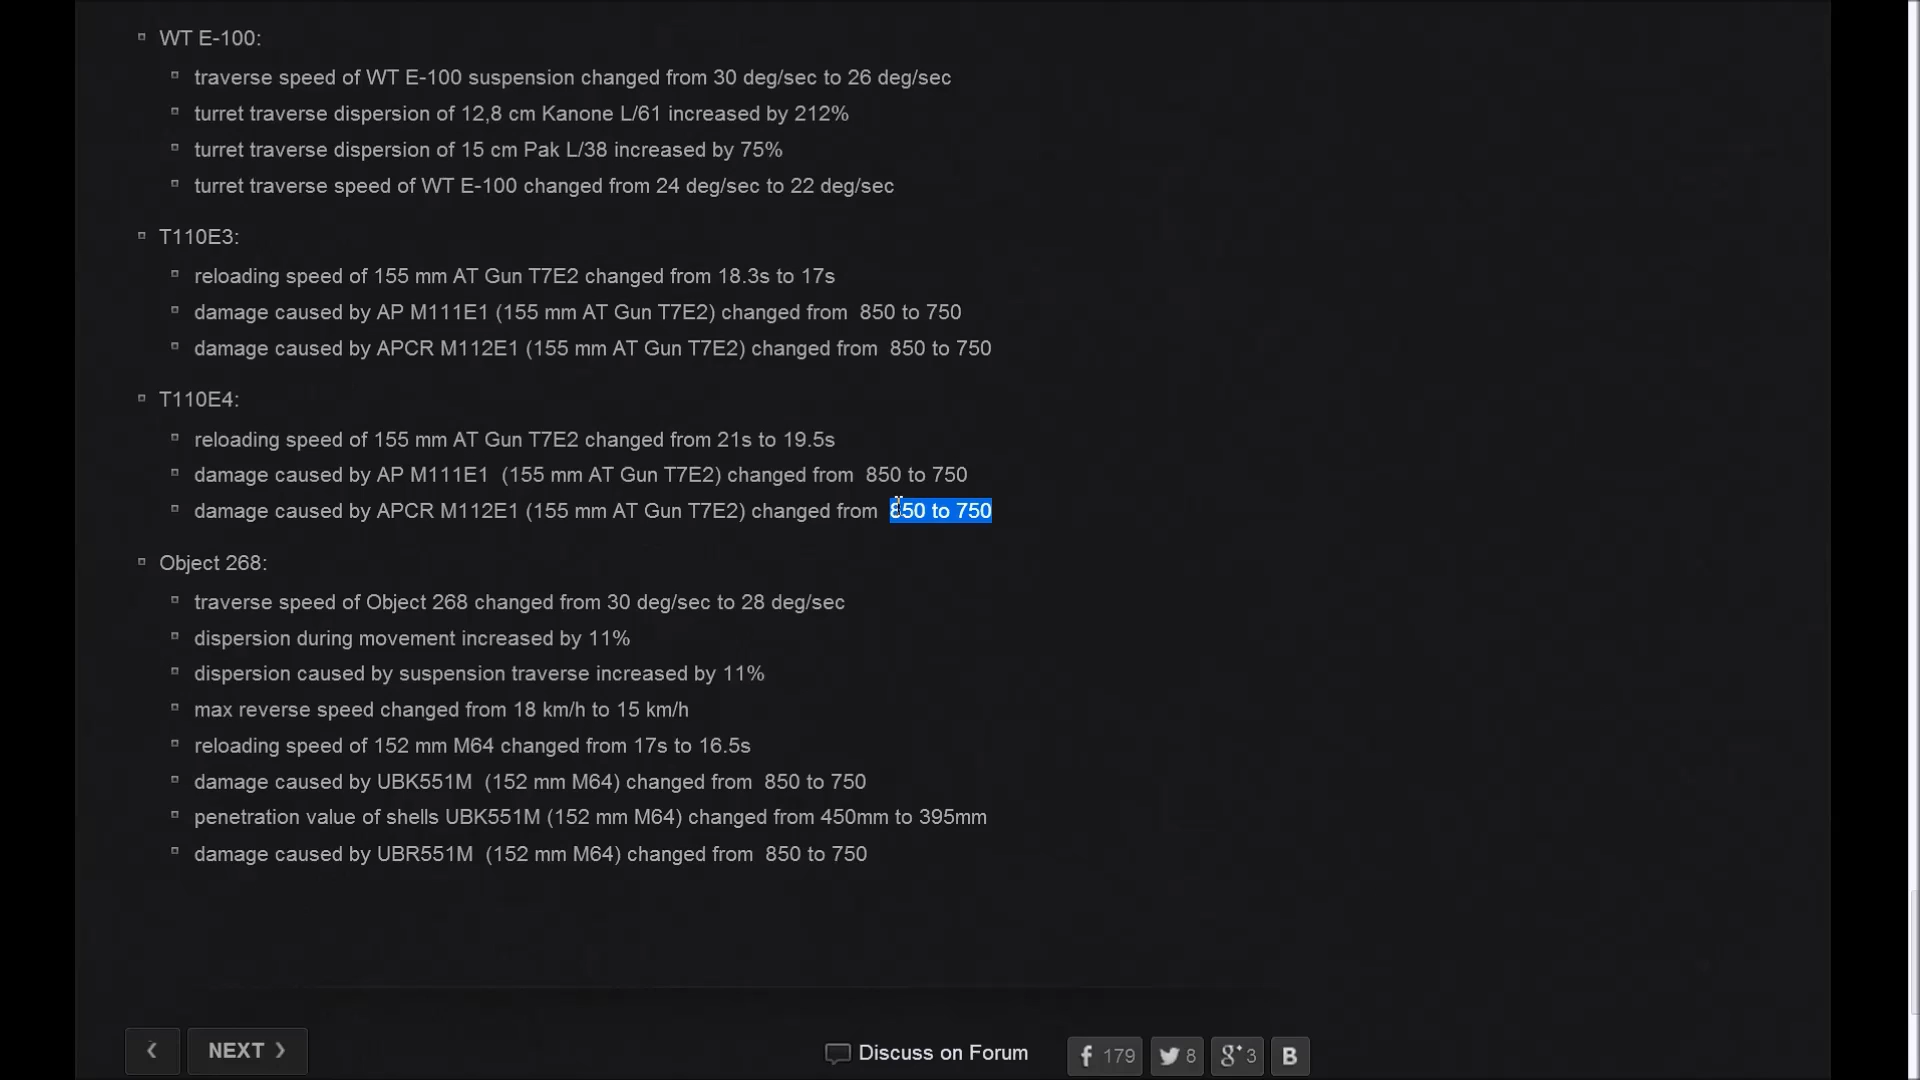 WT E-100:
traverse speed of WT E-100 suspension changed from 30 deg/sec to 26 deg/sec
turret traverse dispersion of 12,8 cm Kanone L/61 increased by 212%
turret traverse dispersion of 15 cm Pak L/38 increased by 75%
turret traverse speed of WT E-100 changed from 24 deg/sec to 22 deg/sec
T110E3:
reloading speed of 155 mm AT Gun T7E2 changed from 18.3s to 17s
damage caused by AP M111E1 (155 mm AT Gun T7E2) changed from  850 to 750
damage caused by APCR M112E1 (155 mm AT Gun T7E2) changed from  850 to 750
T110E4:
reloading speed of 155 mm AT Gun T7E2 changed from 21s to 19.5s
damage caused by AP M111E1  (155 mm AT Gun T7E2) changed from  850 to 750
damage caused by APCR M112E1 (155 mm AT Gun T7E2) changed from  850 to 750
Object 268:
traverse speed of Object 268 changed from 30 deg/sec to 28 deg/sec
dispersion during movement increased by 11%
dispersion caused by suspension traverse increased by 11%
max reverse speed changed from 18 km/h to 15 km/h
reloading speed of 152 mm M64 changed from 17s to 16.5s
damage caused by UBK551M  (152 mm M64) changed from  850 to 750
penetration value of shells UBK551M (152 mm M64) changed from 450mm to 395mm
damage caused by UBR551M  (152 mm M64) changed from  850 to 750
NEXT Discuss on Forum f 179 8 g+ 3 B